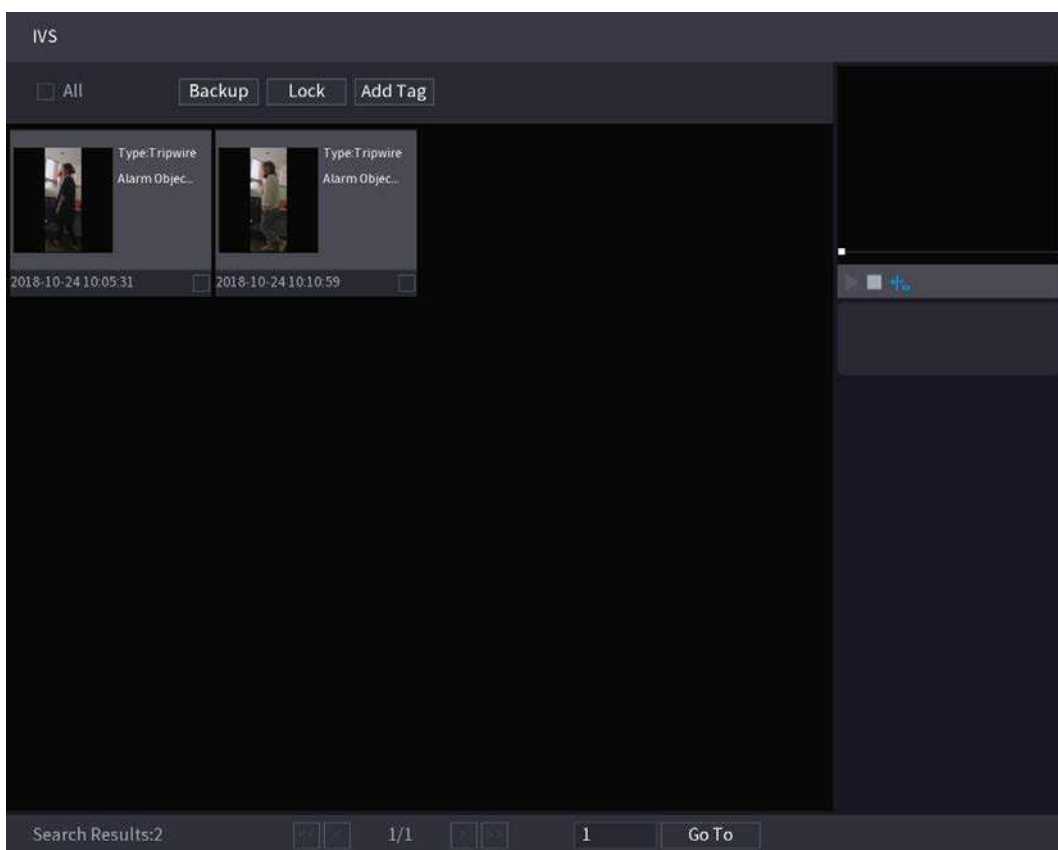 IVS
All Backup Lock Add Tag
Type:Tripwire
Alarm Objec...
2018-10-24 10:05:31
Type:Tripwire
Alarm Objec...
2018-10-24 10:10:59
Search Results:2 << < 1/1 > >> 1 Go To